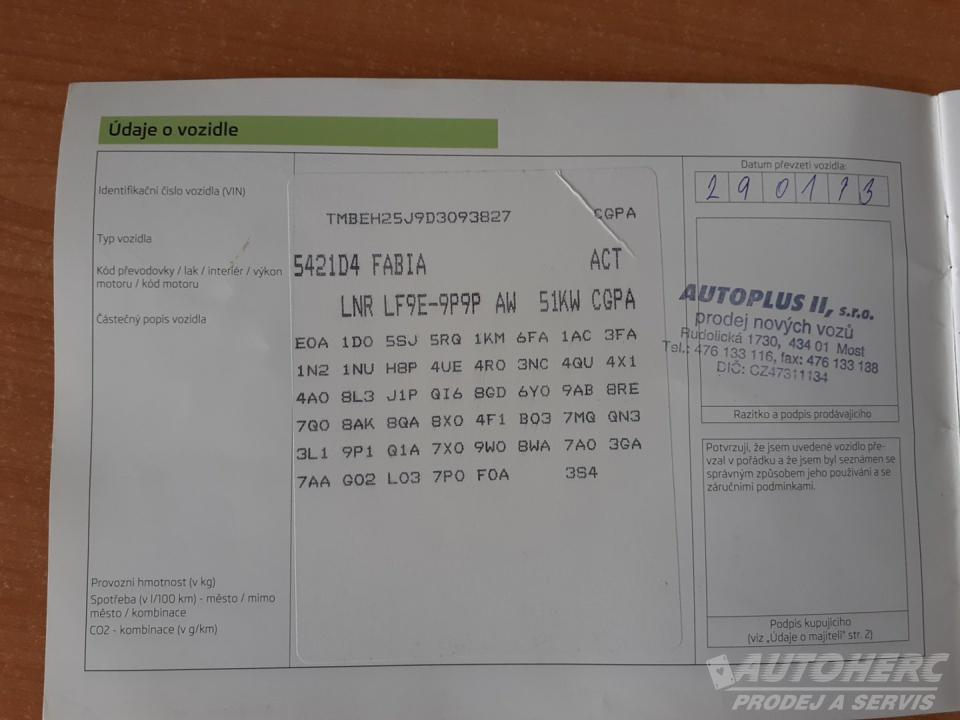 Údaje o vozidle
Identifikační číslo vozidla (VIN)
TMBEH25J9D3093827 CGPA
Typ vozidla
5421D4 FABIA ACT
Kód převodovky / lak / interiér / výkon
motoru / kód motoru
LNR LF9E-9P9P AW 51KW CGPA
Částečný popis vozidla
E0A 1D0 5SJ 5RQ 1KM 6FA 1AC 3FA
1N2 1NU H8P 4UE 4R0 3NC 4QU 4X1
4A0 8L3 J1P QI6 8GD 6Y0 9AB 8RE
7Q0 8AK 8QA 8X0 4F1 B03 7MQ QN3
3L1 9P1 Q1A 7X0 9W0 8WA 7A0 3GA
7AA G02 L03 7P0 F0A 3S4
Provozní hmotnost (v kg)
Spotřeba (v l/100 km) - město / mimo
město / kombinace
CO2 - kombinace (v g/km)
Datum převzetí vozidla:
290113
AUTOPLUS II, s.r.o.
prodej nových vozů
Rudolická 1730, 434 01 Most
Tel.: 476 133 116, fax: 476 133 188
DIČ: CZ47311134
Razítko a podpis prodávajícího
Potvrzuji, že jsem uvedené vozidlo pře-
vzal v pořádku a že jsem byl seznámen se
správným způsobem jeho používání a se
záručními podmínkami.
Podpis kupujícího
(viz „Údaje o majiteli" str. 2)
AUTOHERC
PRODEJ A SERVIS